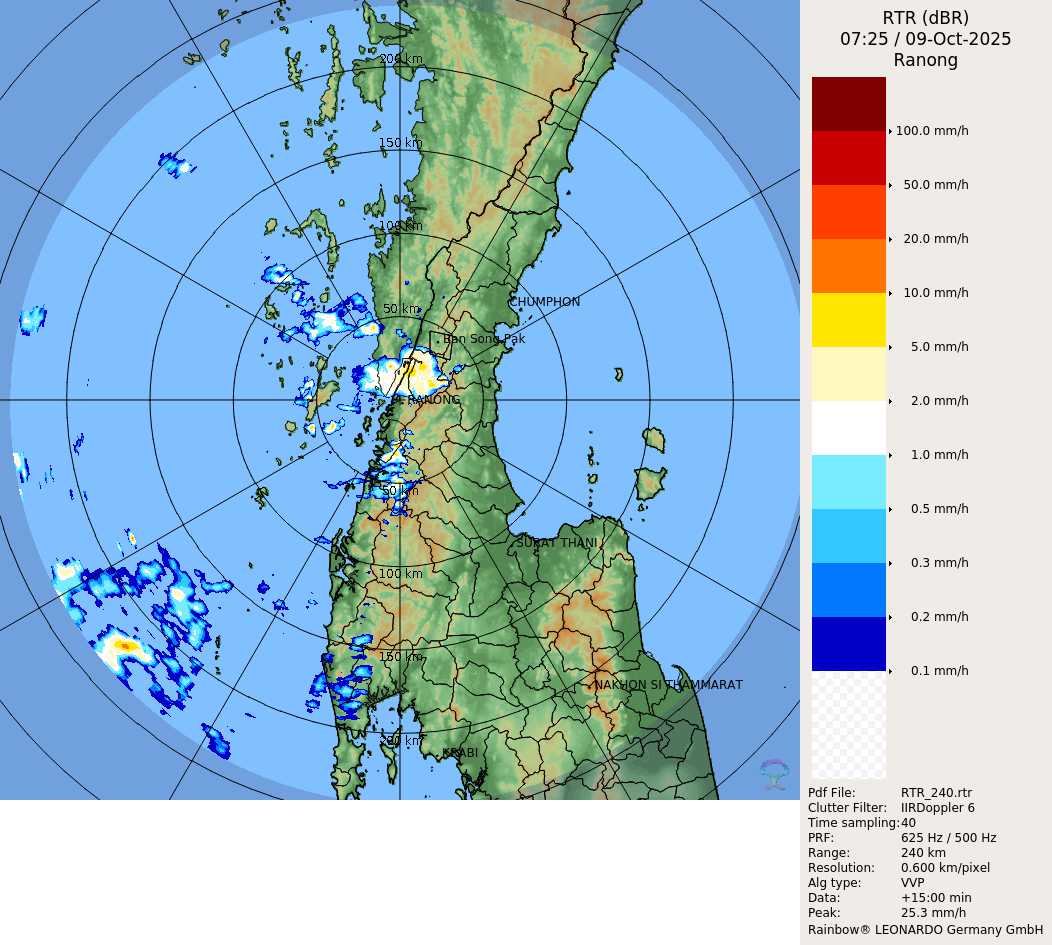 RTR (dBR)
07:25 / 09-Oct-2025
Ranong
200 km
150 km
100 km
50 km
CHUMPHON
Ban Song Pak
RANONG
50 km
SURAT THANI
100 km
150 km
NAKHON SI THAMMARAT
200 km
KRABI
100.0 mm/h
50.0 mm/h
20.0 mm/h
10.0 mm/h
5.0 mm/h
2.0 mm/h
1.0 mm/h
0.5 mm/h
0.3 mm/h
0.2 mm/h
0.1 mm/h
Pdf File: RTR_240.rtr
Clutter Filter: IIRDoppler 6
Time sampling:40
PRF: 625 Hz / 500 Hz
Range: 240 km
Resolution: 0.600 km/pixel
Alg type: VVP
Data: +15:00 min
Peak: 25.3 mm/h
Rainbow® LEONARDO Germany GmbH